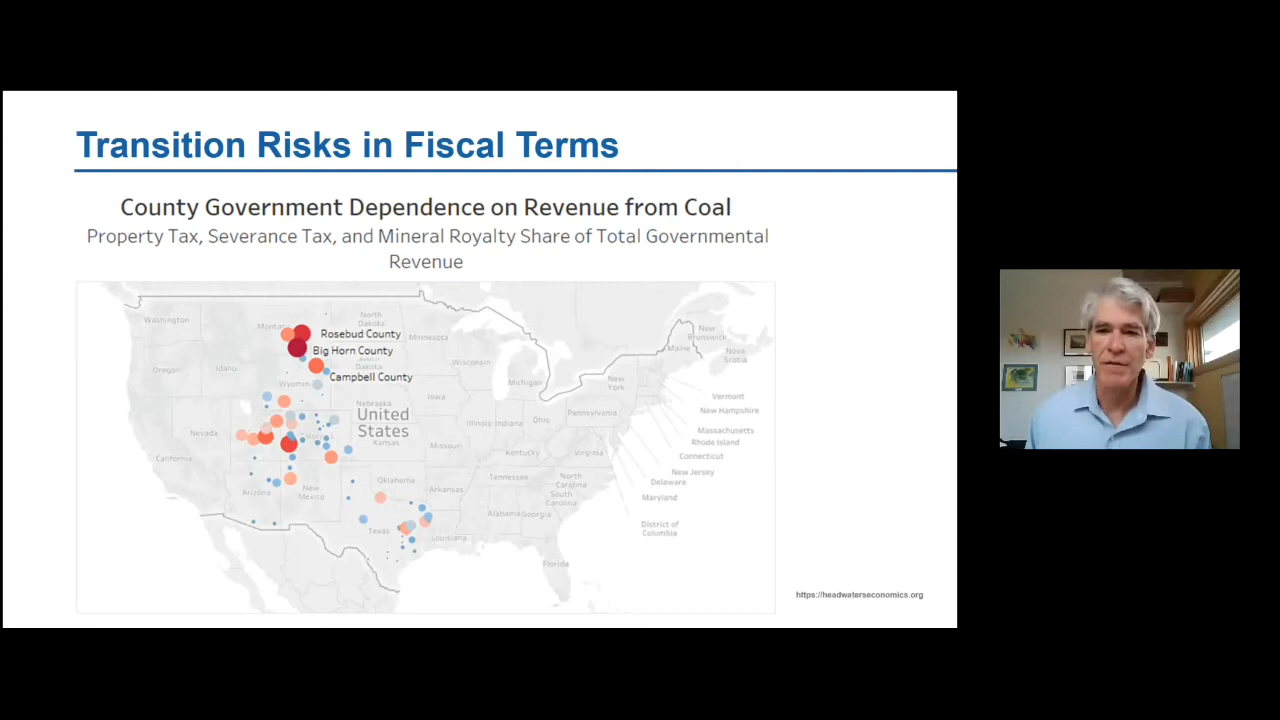 Transition Risks in Fiscal Terms
County Government Dependence on Revenue from Coal
Property Tax, Severance Tax, and Mineral Royalty Share of Total Governmental
Revenue
Washington
North
Dakota
Rosebud County
Minnesota
New
Brunswick
Maine
Nova
Scotia
Big Horn County
Oregon
Idaho
Dakota
Wisconsin
Campbell County
Wyoming
Michigan
New
York
Vermont
Nebraska
Iowa
New Hampshire
United
States
Illinois
Indiana
Ohio
Pennsylvania
Massachusetts
Rhode Island
Nevada
Kansas
Missouri
Connecticut
California
Kentucky
Virginia
New Jersey
Delaware
Maryland
Arizona
New
Mexico
Oklahoma
Arkansas
Tennessee
North
Carolina
South
Carolina
Alabama
Georgia
District of
Columbia
Texas
Louisiana
Florida
https://headwaterseconomics.org